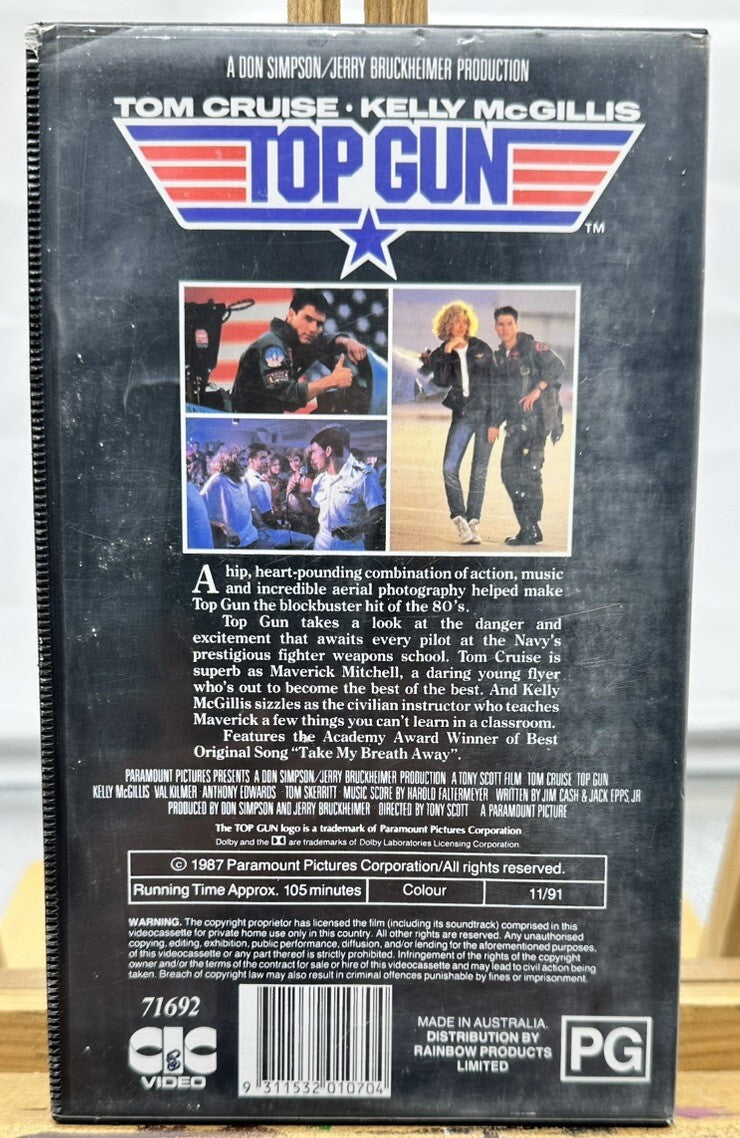 A DON SIMPSON/JERRY BRUCKHEIMER PRODUCTION
TOM CRUISE · KELLY McGILLIS
TOP GUN
TM
A hip, heart-pounding combination of action, music
and incredible aerial photography helped make
Top Gun the blockbuster hit of the 80's.
Top Gun takes a look at the danger and
excitement that awaits every pilot at the Navy's
prestigious fighter weapons school. Tom Cruise is
superb as Maverick Mitchell, a daring young flyer
who's out to become the best of the best. And Kelly
McGillis sizzles as the civilian instructor who teaches
Maverick a few things you can't learn in a classroom.
Features the Academy Award Winner of Best
Original Song "Take My Breath Away".
PARAMOUNT PICTURES PRESENTS A DON SIMPSON/JERRY BRUCKHEIMER PRODUCTION A TONY SCOTT FILM TOM CRUISE TOP GUN
KELLY McGILLIS VAL KILMER ANTHONY EDWARDS TOM SKERRITT MUSIC SCORE BY HAROLD FALTERMEYER WRITTEN BY JIM CASH & JACK EPPS, JR
PRODUCED BY DON SIMPSON AND JERRY BRUCKHEIMER DIRECTED BY TONY SCOTT A PARAMOUNT PICTURE
The TOP GUN logo is a trademark of Paramount Pictures Corporation
Dolby and the are trademarks of Dolby Laboratories Licensing Corporation.
© 1987 Paramount Pictures Corporation/All rights reserved.
Running Time Approx. 105 minutes Colour 11/91
WARNING. The copyright proprietor has licensed the film (including its soundtrack) comprised in this
videocassette for private home use only in this country. All other rights are reserved. Any unauthorised
copying, editing, exhibition, public performance, diffusion, and/or lending for the aforementioned purposes,
of this videocassette or any part thereof is strictly prohibited. Infringement of the rights of the copyright
owner and/or the terms of the contract for sale or hire of this videocassette and may lead to civil action being
taken. Breach of copyright law may also result in criminal offences punishable by fines or imprisonment.
71692
CIC
VIDEO
9 311532 010704
MADE IN AUSTRALIA.
DISTRIBUTION BY
RAINBOW PRODUCTS
LIMITED
PG